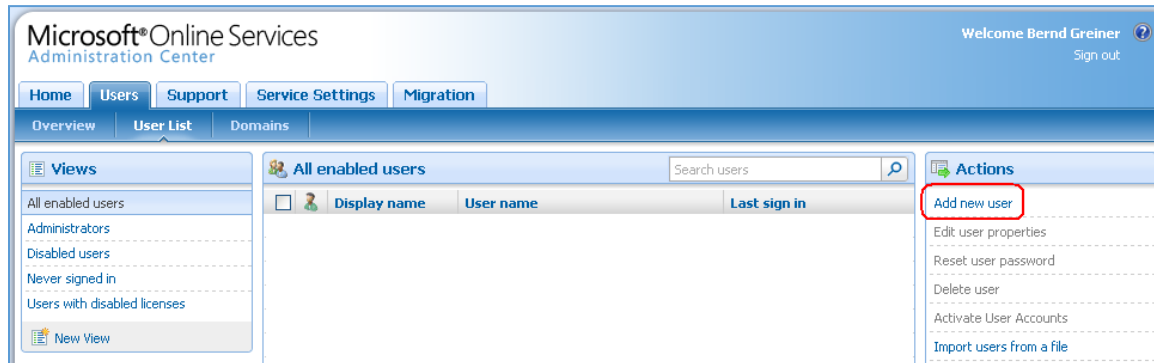 Microsoft® Online Services
Administration Center
Welcome Bernd Greiner ?
Sign out
Home Users Support Service Settings Migration
Overview User List Domains
Views
All enabled users
Administrators
Disabled users
Never signed in
Users with disabled licenses
New View
All enabled users Search users
Display name User name Last sign in
Actions
Add new user
Edit user properties
Reset user password
Delete user
Activate User Accounts
Import users from a file